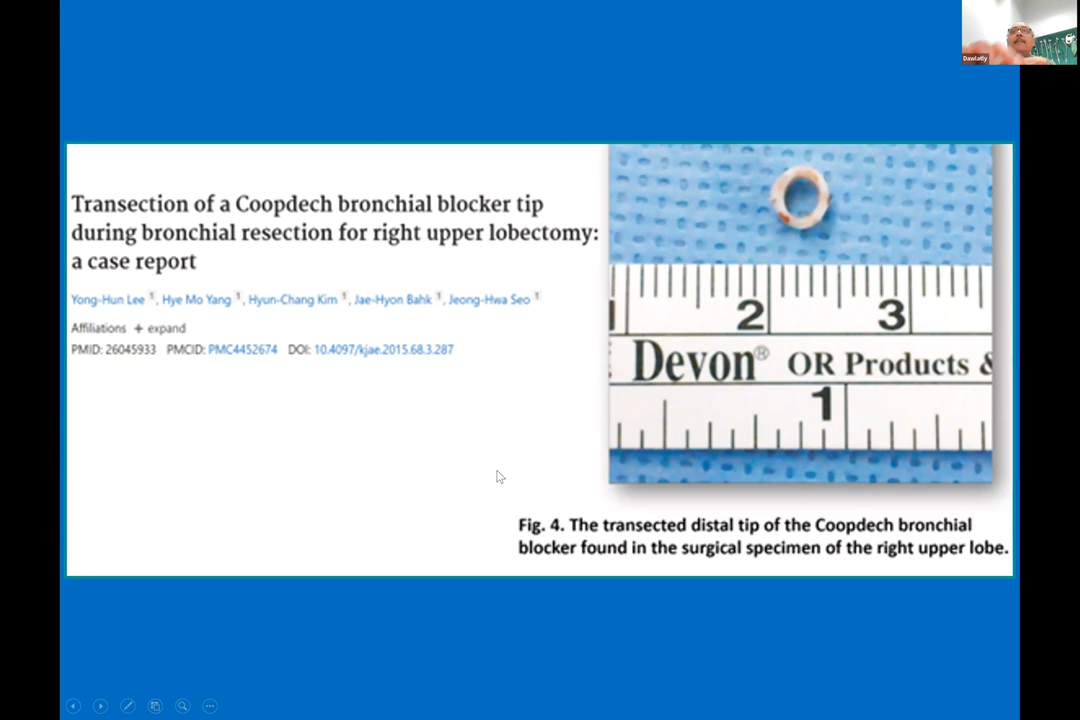 Dawlatly
Transection of a Coopdech bronchial blocker tip
during bronchial resection for right upper lobectomy:
a case report
Yong-Hun Lee 1, Hye Mo Yang 1, Hyun-Chang Kim 1, Jae-Hyon Bahk 1, Jeong-Hwa Seo 1
Affiliations + expand
PMID: 26045933 PMCID: PMC4452674 DOI: 10.4097/kjae.2015.68.3.287
2 3
Devon® OR Products &
1
Fig. 4. The transected distal tip of the Coopdech bronchial
blocker found in the surgical specimen of the right upper lobe.